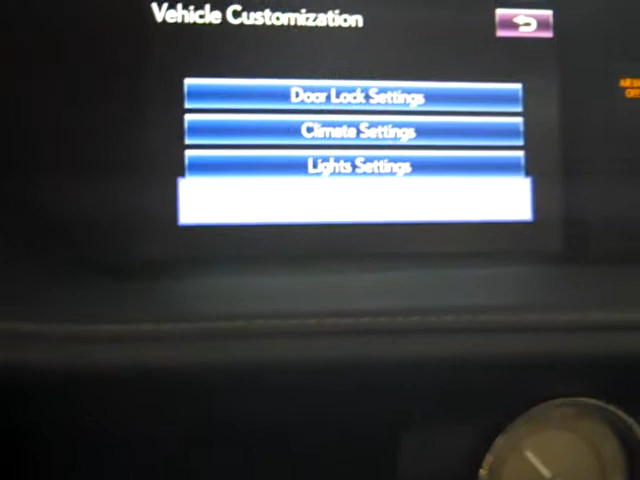 Vehicle Customization
Door Lock Settings
Climate Settings
Lights Settings